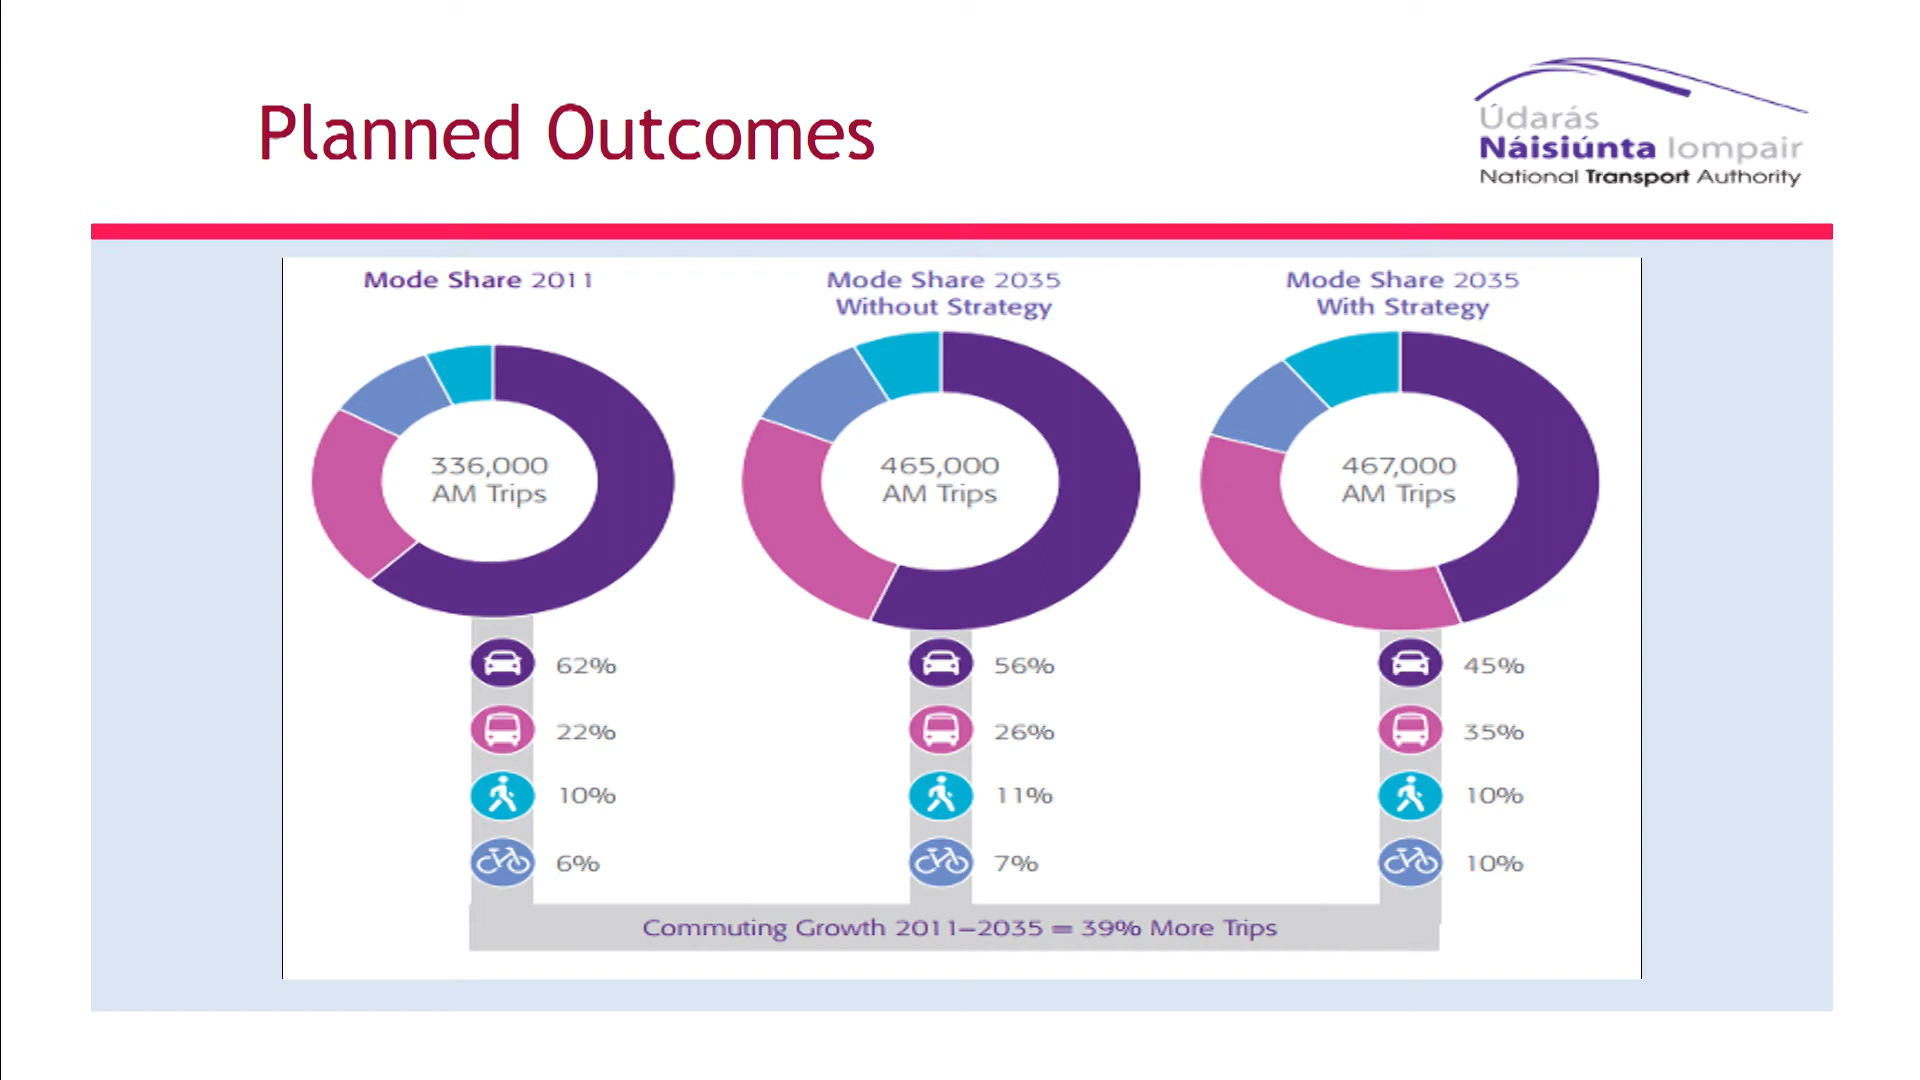 Planned Outcomes
Údarás
Náisiúnta Iompair
National Transport Authority
Mode Share 2011
336,000
AM Trips
62%
22%
10%
6%
Mode Share 2035
Without Strategy
465,000
AM Trips
56%
26%
11%
7%
Mode Share 2035
With Strategy
467,000
AM Trips
45%
35%
10%
10%
Commuting Growth 2011–2035 = 39% More Trips